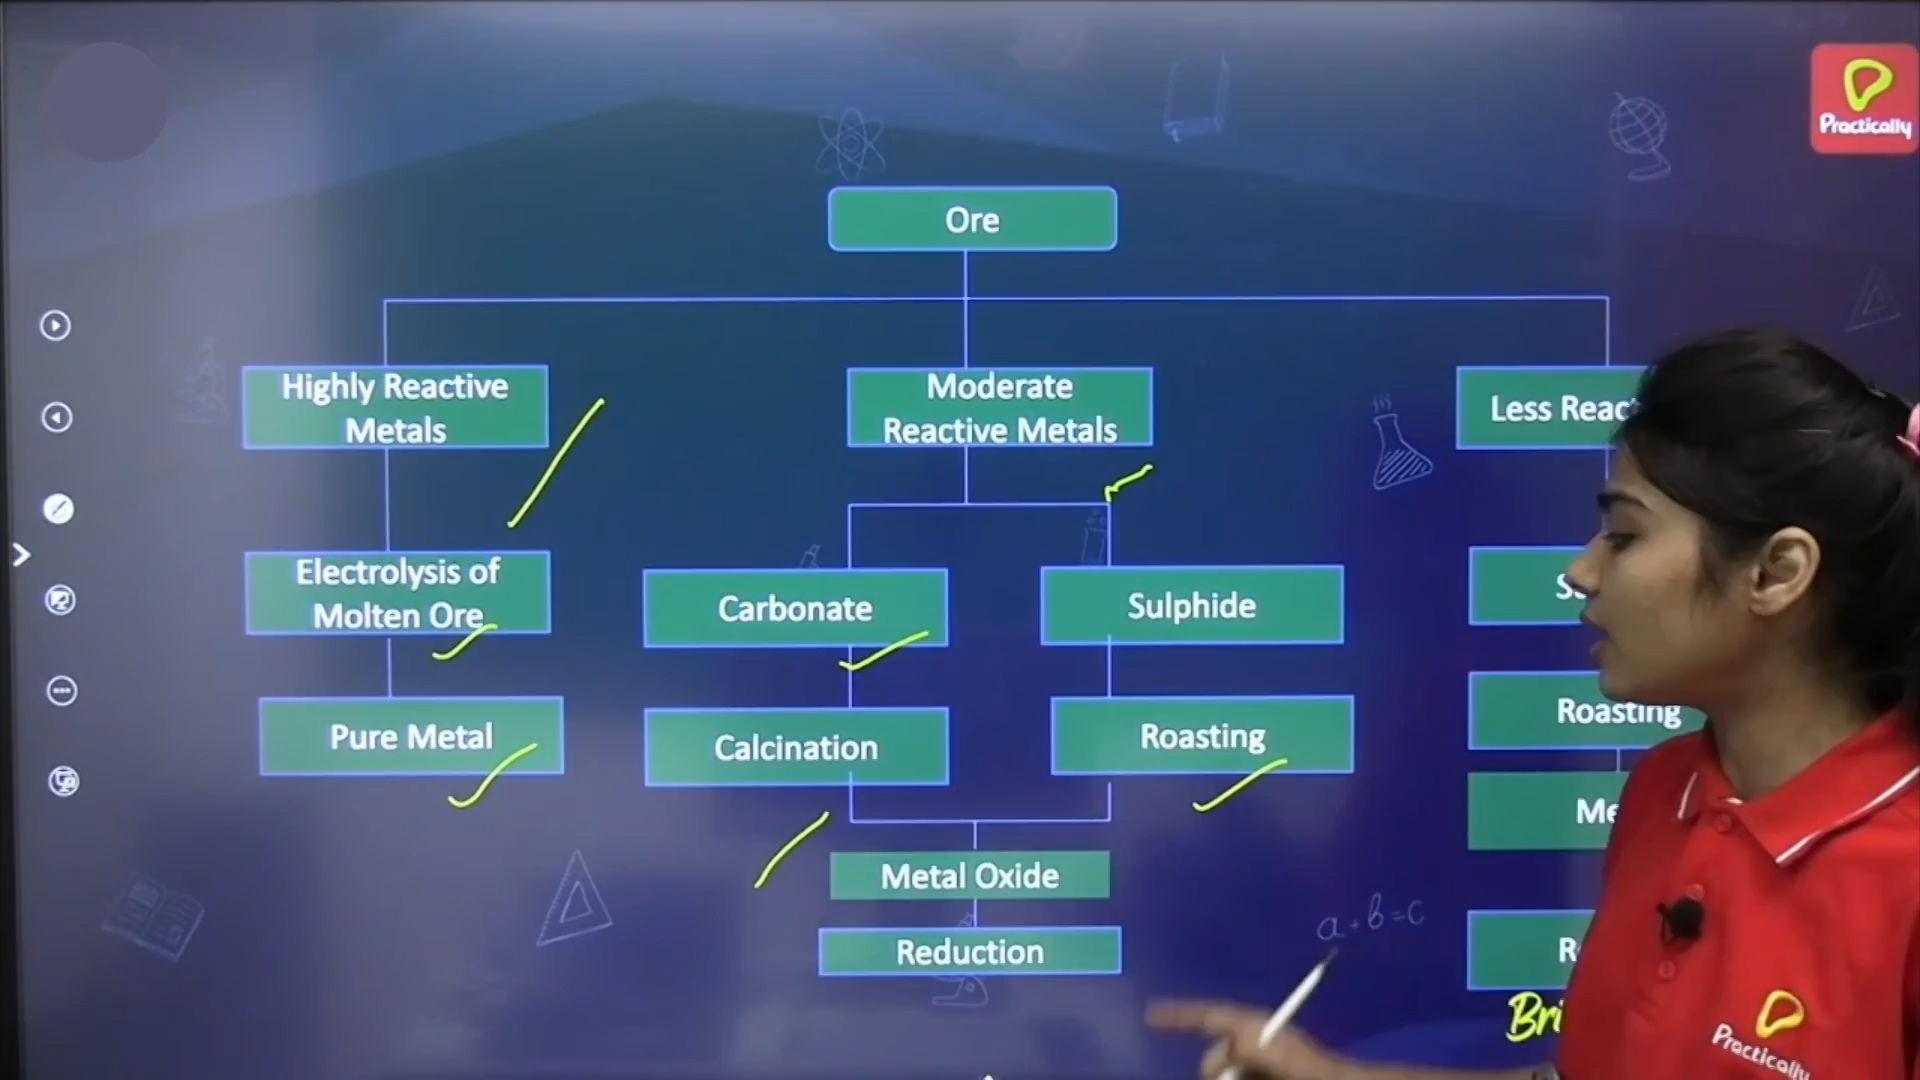 Practically
Ore
Highly Reactive
Metals
Moderate
Reactive Metals
Less
Electrolysis of
Molten Ore
Carbonate
Sulphide
Pure Metal
Calcination
Roasting
Roasting
Metal Oxide
Reduction
a+b=c
Practically